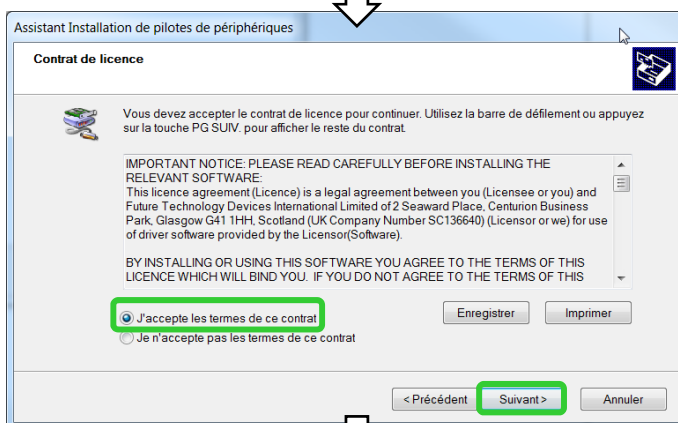 Assistant Installation de pilotes de périphériques
Contrat de licence
Vous devez accepter le contrat de licence pour continuer. Utilisez la barre de défilement ou appuyez
sur la touche PG SUIV. pour afficher le reste du contrat.
IMPORTANT NOTICE: PLEASE READ CAREFULLY BEFORE INSTALLING THE
RELEVANT SOFTWARE:
This licence agreement (Licence) is a legal agreement between you (Licensee or you) and
Future Technology Devices International Limited of 2 Seaward Place, Centurion Business
Park, Glasgow G41 1HH, Scotland (UK Company Number SC136640) (Licensor or we) for use
of driver software provided by the Licensor(Software).
BY INSTALLING OR USING THIS SOFTWARE YOU AGREE TO THE TERMS OF THIS
LICENCE WHICH WILL BIND YOU. IF YOU DO NOT AGREE TO THE TERMS OF THIS
J'accepte les termes de ce contrat
Enregistrer
Imprimer
Je n'accepte pas les termes de ce contrat
< Précédent
Suivant >
Annuler